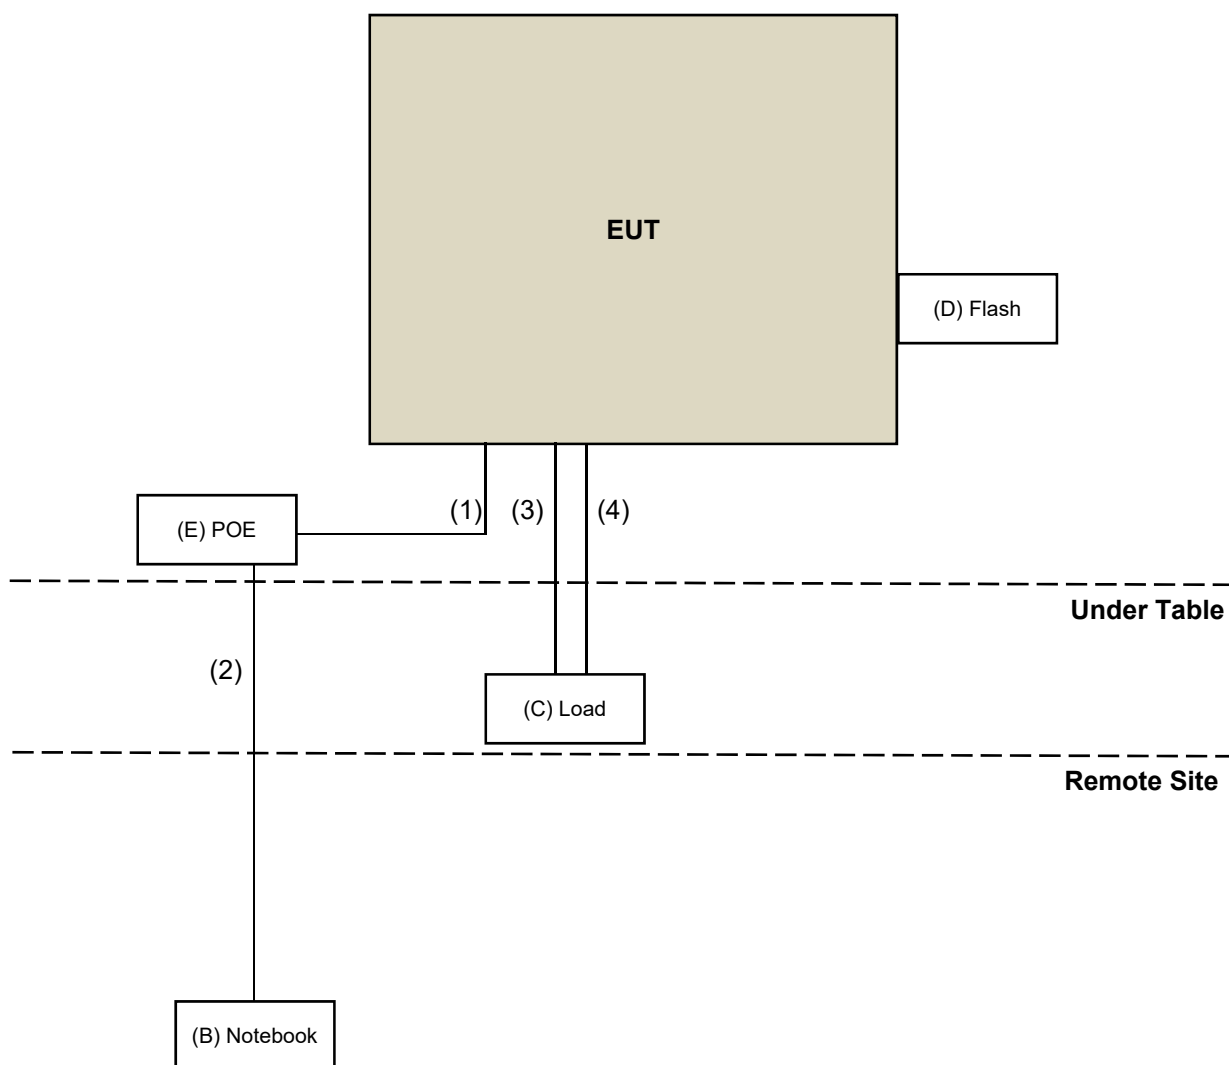 EUT
(D) Flash
(1)
(3)
(4)
(E) POE
Under Table
(2)
(C) Load
Remote Site
(B) Notebook